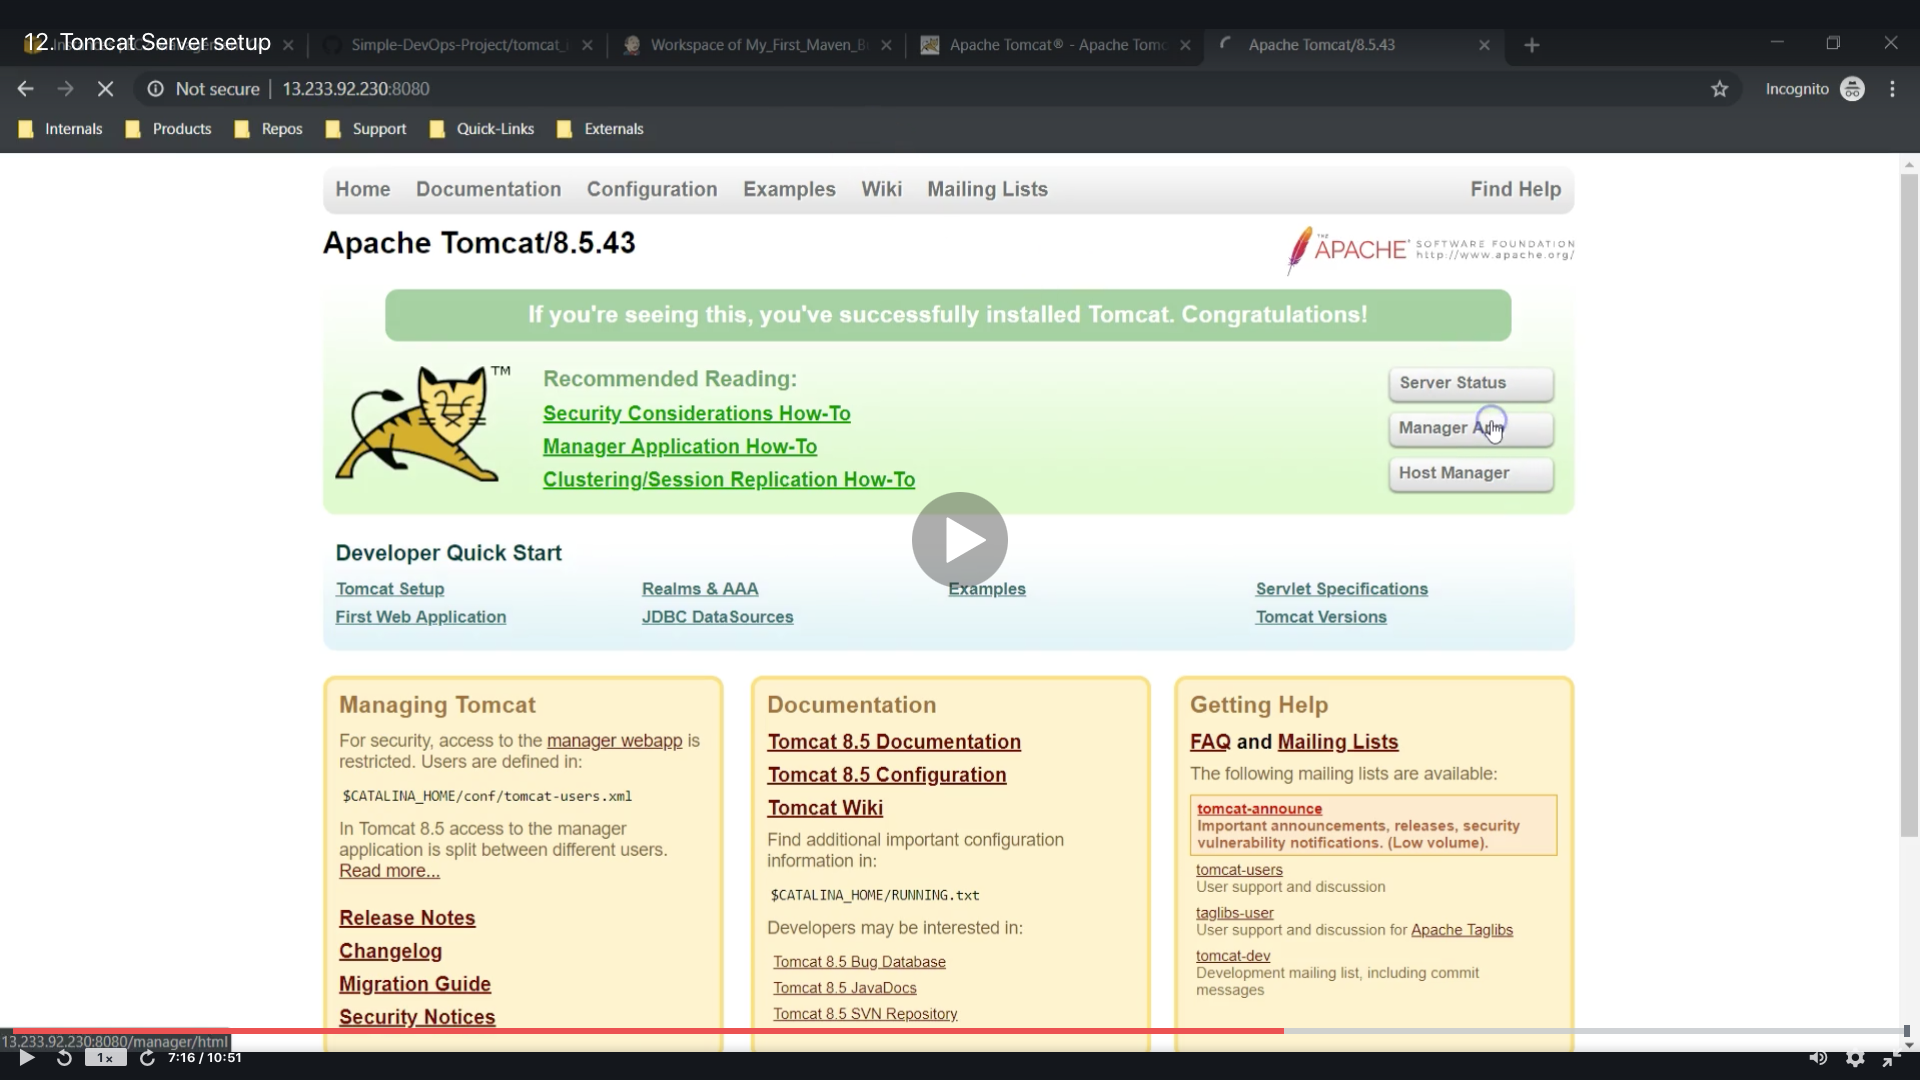 12. Tomcat Server setup
Simple-DevOps-Project/tomcat_
Workspace of My_First_Maven_B
Apache Tomcat® - Apache Tomc
Apache Tomcat/8.5.43
Not secure | 13.233.92.230:8080
Incognito
Internals
Products
Repos
Support
Quick-Links
Externals
Home Documentation Configuration Examples Wiki Mailing Lists Find Help
Apache Tomcat/8.5.43
THE APACHE® SOFTWARE FOUNDATION
http://www.apache.org/
If you're seeing this, you've successfully installed Tomcat. Congratulations!
TM
Recommended Reading:
Security Considerations How-To
Manager Application How-To
Clustering/Session Replication How-To
Server Status
Manager App
Host Manager
Developer Quick Start
Tomcat Setup
First Web Application
Realms & AAA
JDBC DataSources
Examples
Servlet Specifications
Tomcat Versions
Managing Tomcat
For security, access to the manager webapp is
restricted. Users are defined in:
$CATALINA_HOME/conf/tomcat-users.xml
In Tomcat 8.5 access to the manager
application is split between different users.
Read more...
Release Notes
Changelog
Migration Guide
Security Notices
Documentation
Tomcat 8.5 Documentation
Tomcat 8.5 Configuration
Tomcat Wiki
Find additional important configuration
information in:
$CATALINA_HOME/RUNNING.txt
Developers may be interested in:
Tomcat 8.5 Bug Database
Tomcat 8.5 JavaDocs
Tomcat 8.5 SVN Repository
Getting Help
FAQ and Mailing Lists
The following mailing lists are available:
tomcat-announce
Important announcements, releases, security
vulnerability notifications. (Low volume).
tomcat-users
User support and discussion
taglibs-user
User support and discussion for Apache Taglibs
tomcat-dev
Development mailing list, including commit
messages
13.233.92.230:8080/manager/html
1x
7:16 / 10:51